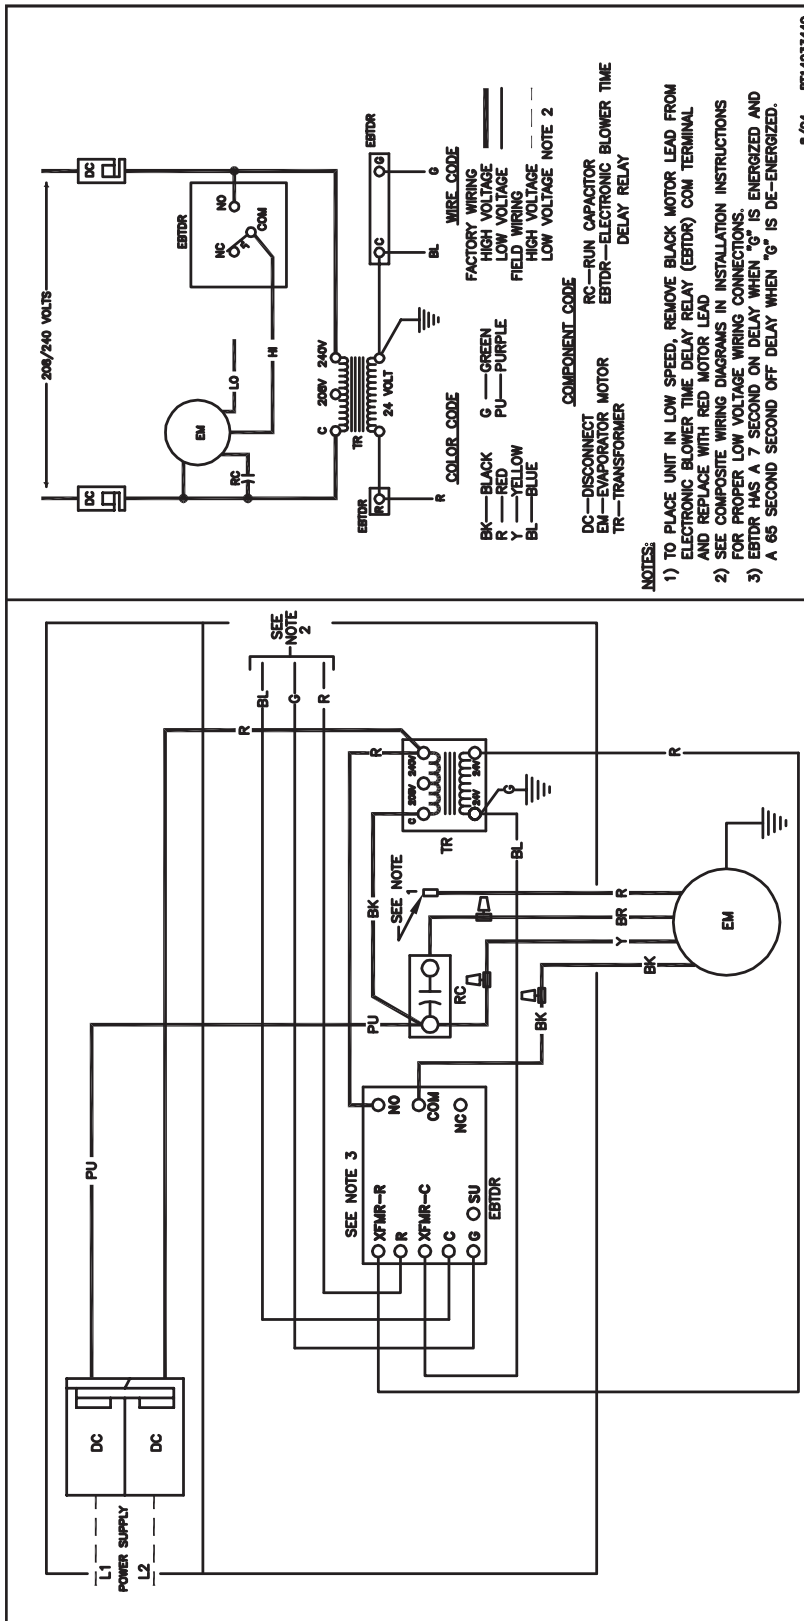 L1
POWER SUPPLY
L2
DC
DC
PU
R
PU
BK
R
SEE NOTE 3
XFMR-R
R
XFMR-C
C
G
SU
NO
COM
NC
EBTDR
RC
SEE NOTE 1
BK
BK
Y
BR
R
EM
C
208V
240V
24V
24V
TR
G
BL
R
BL
G
R
SEE
NOTE
2
208/240 VOLTS
DC
DC
EM
RC
LO
HI
EBTDR
NC
NO
COM
C
208V
240V
TR
24 VOLT
EBTDR
R
R
EBTDR
C
G
BL
G
COLOR CODE
BK—BLACK
R —RED
Y —YELLOW
BL—BLUE
G —GREEN
PU—PURPLE
WIRE CODE
FACTORY WIRING
HIGH VOLTAGE
LOW VOLTAGE
FIELD WIRING
HIGH VOLTAGE
LOW VOLTAGE NOTE 2
COMPONENT CODE
DC—DISCONNECT
EM—EVAPORATOR MOTOR
TR—TRANSFORMER
RC—RUN CAPACITOR
EBTDR—ELECTRONIC BLOWER TIME
DELAY RELAY
NOTES:
1) TO PLACE UNIT IN LOW SPEED, REMOVE BLACK MOTOR LEAD FROM
ELECTRONIC BLOWER TIME DELAY RELAY (EBTDR) COM TERMINAL
AND REPLACE WITH RED MOTOR LEAD
2) SEE COMPOSITE WIRING DIAGRAMS IN INSTALLATION INSTRUCTIONS
FOR PROPER LOW VOLTAGE WIRING CONNECTIONS.
3) EBTDR HAS A 7 SECOND ON DELAY WHEN "G" IS ENERGIZED AND
A 65 SECOND SECOND OFF DELAY WHEN "G" IS DE-ENERGIZED.